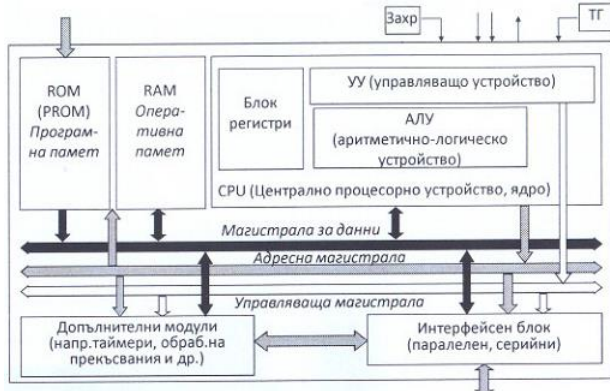 Захр
ТГ
ROM
(PROM)
Програм-
на памет
RAM
Опера-
тивна
памет
Блок
регистри
УУ (управляващо устройство)
АЛУ
(аритметично-логическо
устройство)
CPU (Централно процесорно устройство, ядро)
Магистрала за данни
Адресна магистрала
Управляваща магистрала
Допълнителни модули
(напр.таймери, обраб.на
прекъсвания и др.)
Интерфейсен блок
(паралелен, серийни)